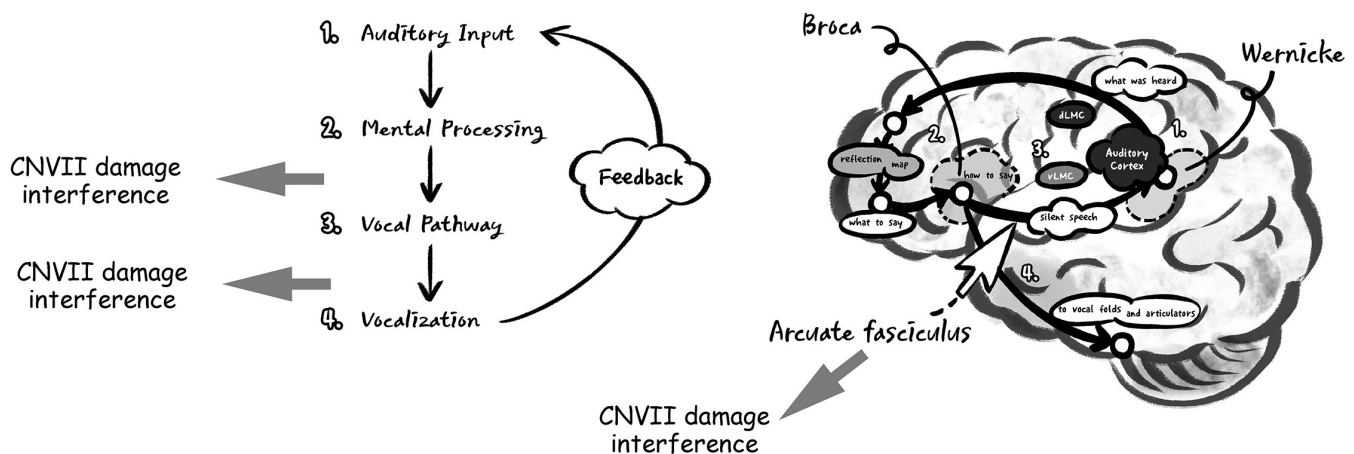 1. Auditory Input
2. Mental Processing
3. Vocal Pathway
4. Vocalization
Feedback
CNVII damage
interference
CNVII damage
interference
Broca
Wernicke
what was heard
dLMC
1.
2.
3.
Auditory
Cortex
reflection map
how to say
vLMC
what to say
silent speech
4.
to vocal folds and articulators
Arcuate fasciculus
CNVII damage
interference